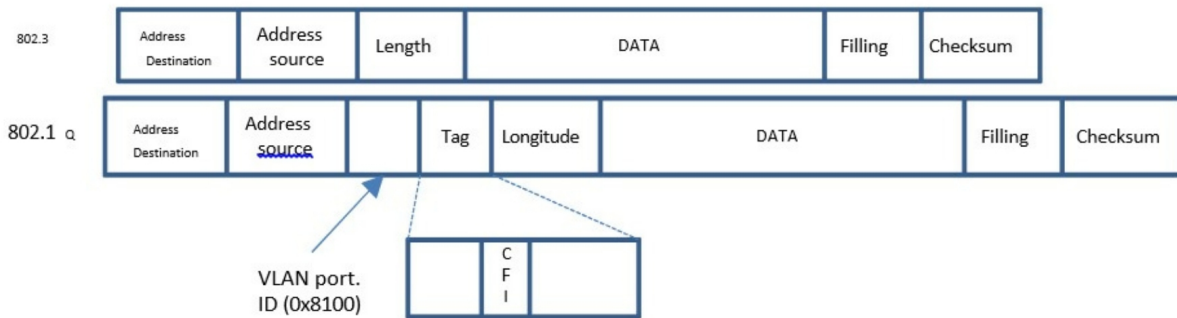 802.3
Address
Destination
Address
source
Length
DATA
Filling
Checksum
802.1 Q
Address
Destination
Address
source
Tag
Longitude
DATA
Filling
Checksum
VLAN port.
ID (0x8100)
C
F
I